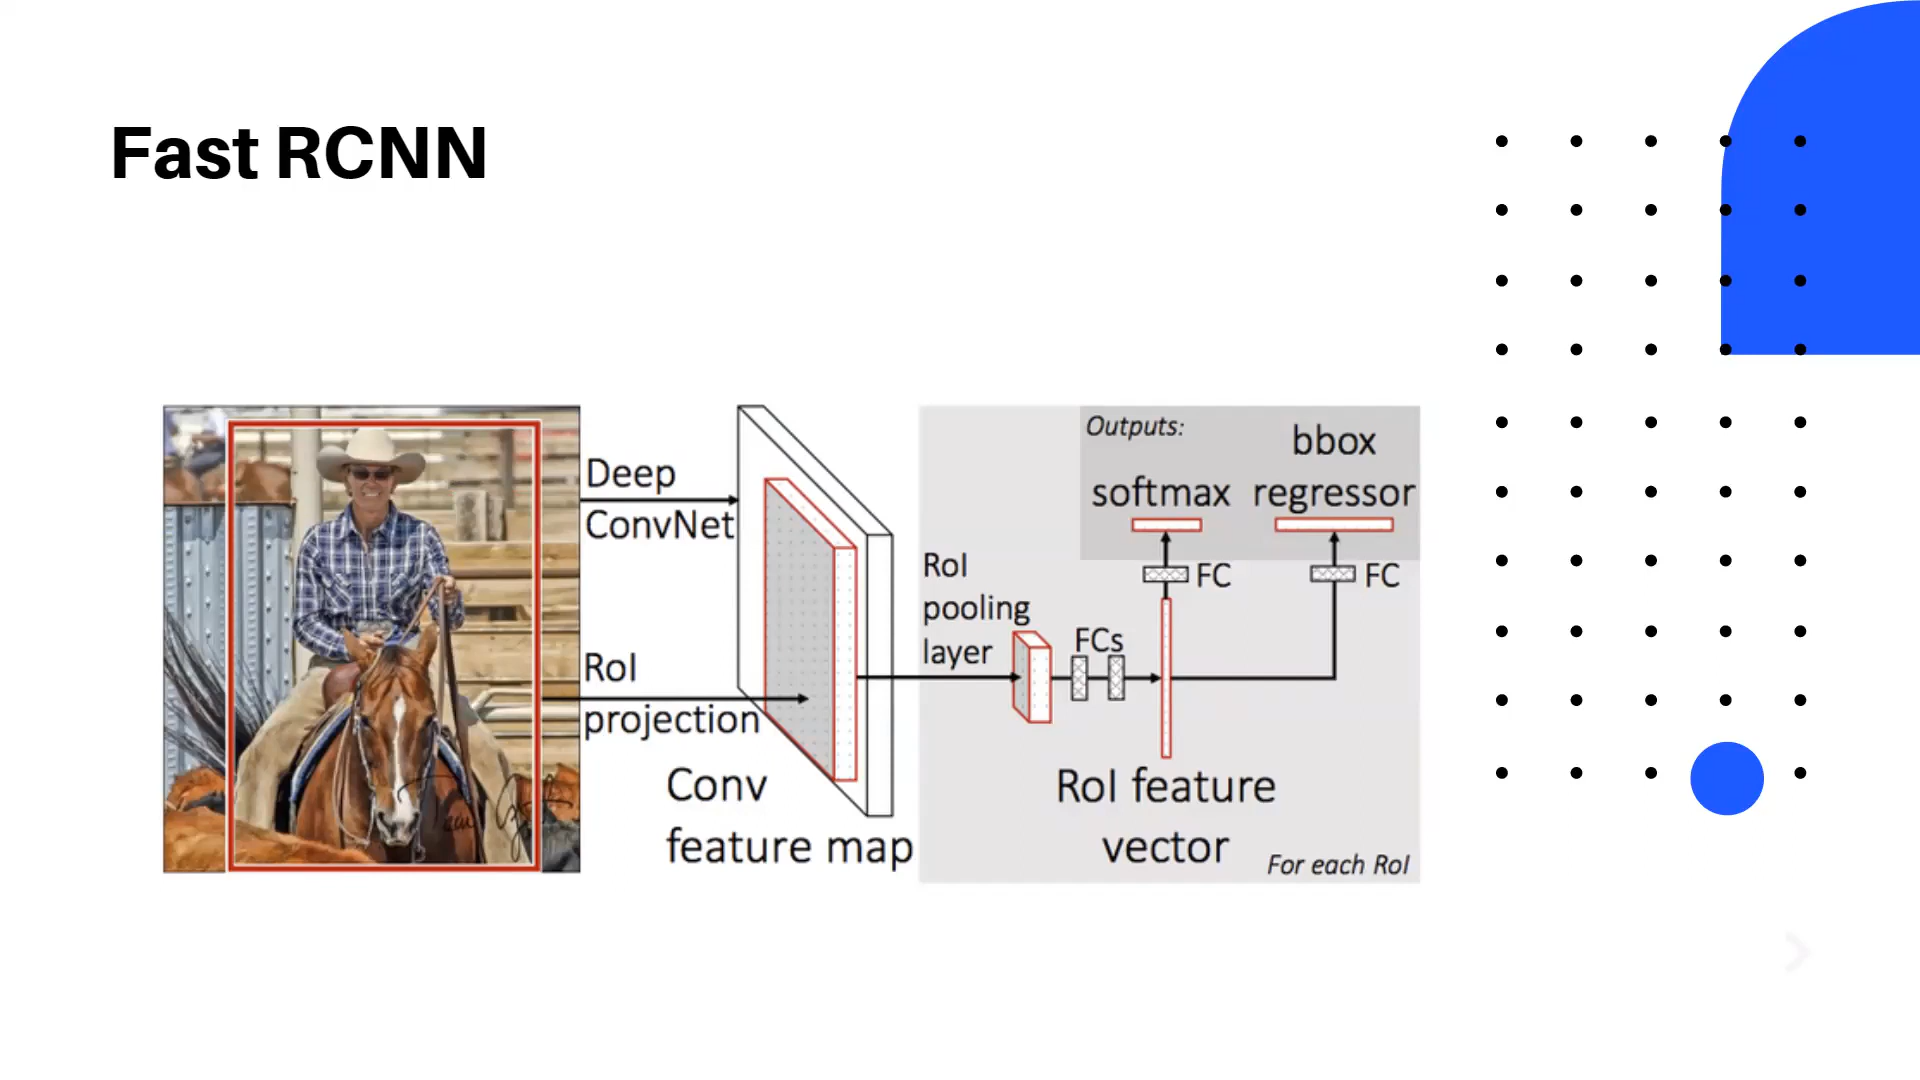 Fast RCNN
Deep
ConvNet
RoI
projection
Conv
feature map
RoI
pooling
layer
FCs
Outputs:
softmax
bbox
regressor
FC
FC
RoI feature
vector
For each RoI